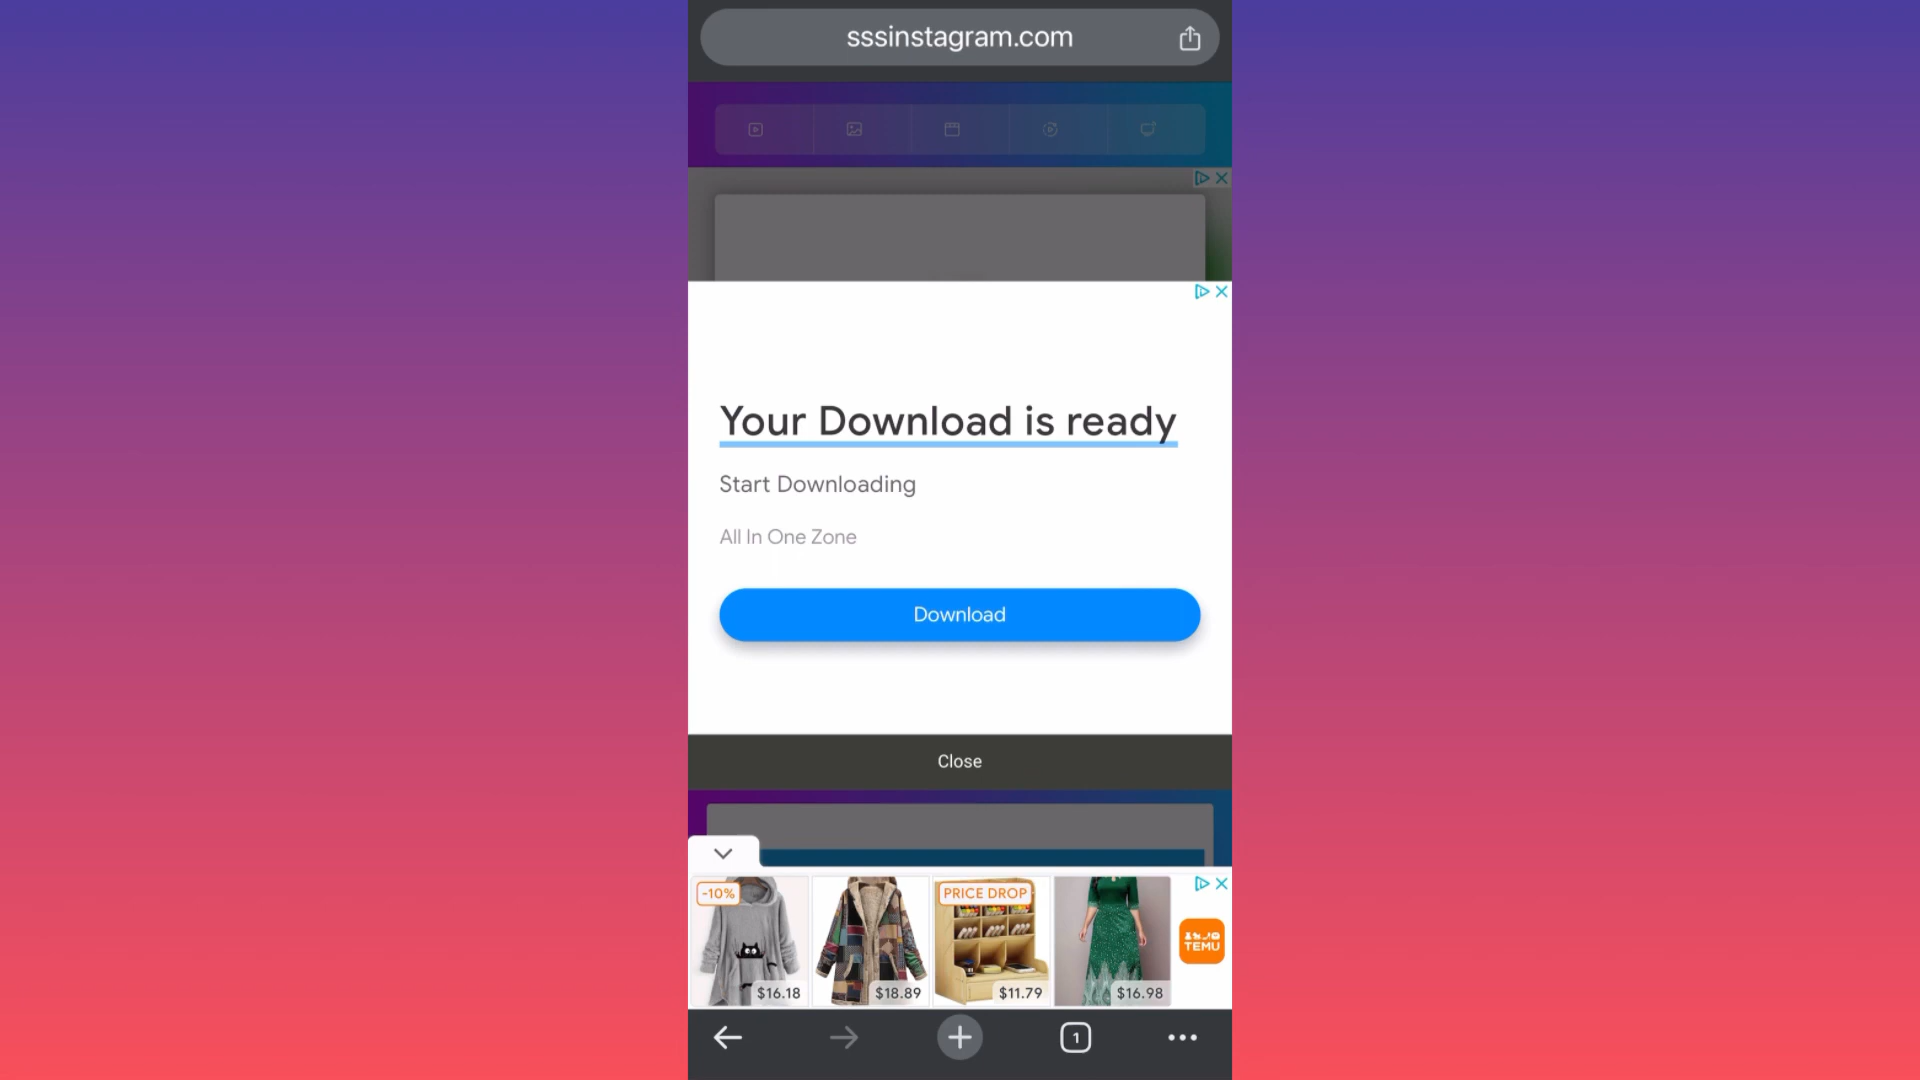 sssinstagram.com
Your Download is ready
Start Downloading
All In One Zone
Download
Close
-10%
PRICE DROP
$16.18
$18.89
$11.79
$16.98
TEMU
1